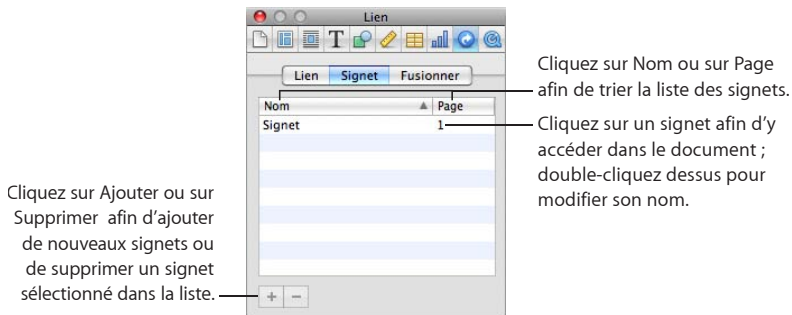 Lien
Lien Signet Fusionner
Nom Page
Signet 1
Cliquez sur Nom ou sur Page
afin de trier la liste des signets.
Cliquez sur un signet afin d’y
accéder dans le document ;
double-cliquez dessus pour
modifier son nom.
Cliquez sur Ajouter ou sur
Supprimer afin d’ajouter
de nouveaux signets ou
de supprimer un signet
sélectionné dans la liste.